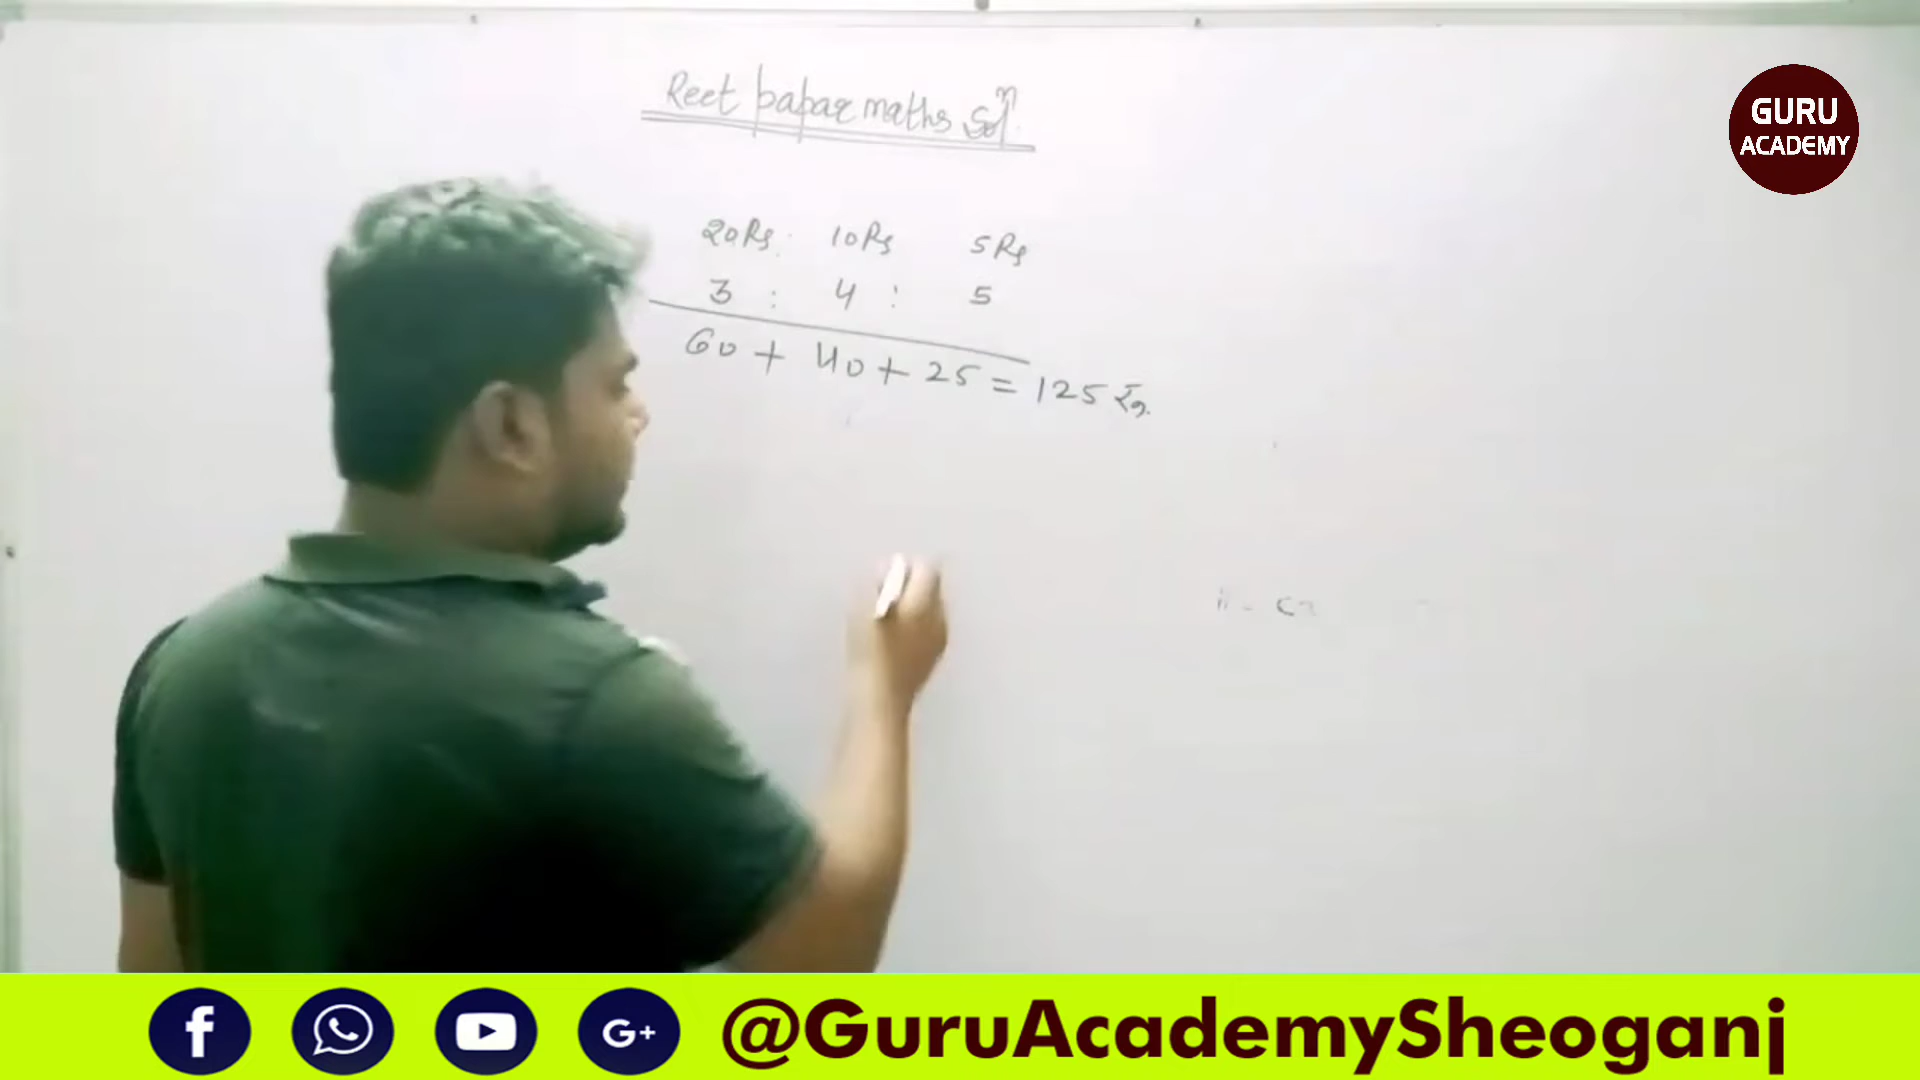 Reet papar maths Solⁿ
GURU
ACADEMY
20Rs : 10Rs 5Rs
3 : 4 : 5
60 + 40 + 25 = 125 रू.
f G+ @GuruAcademySheoganj